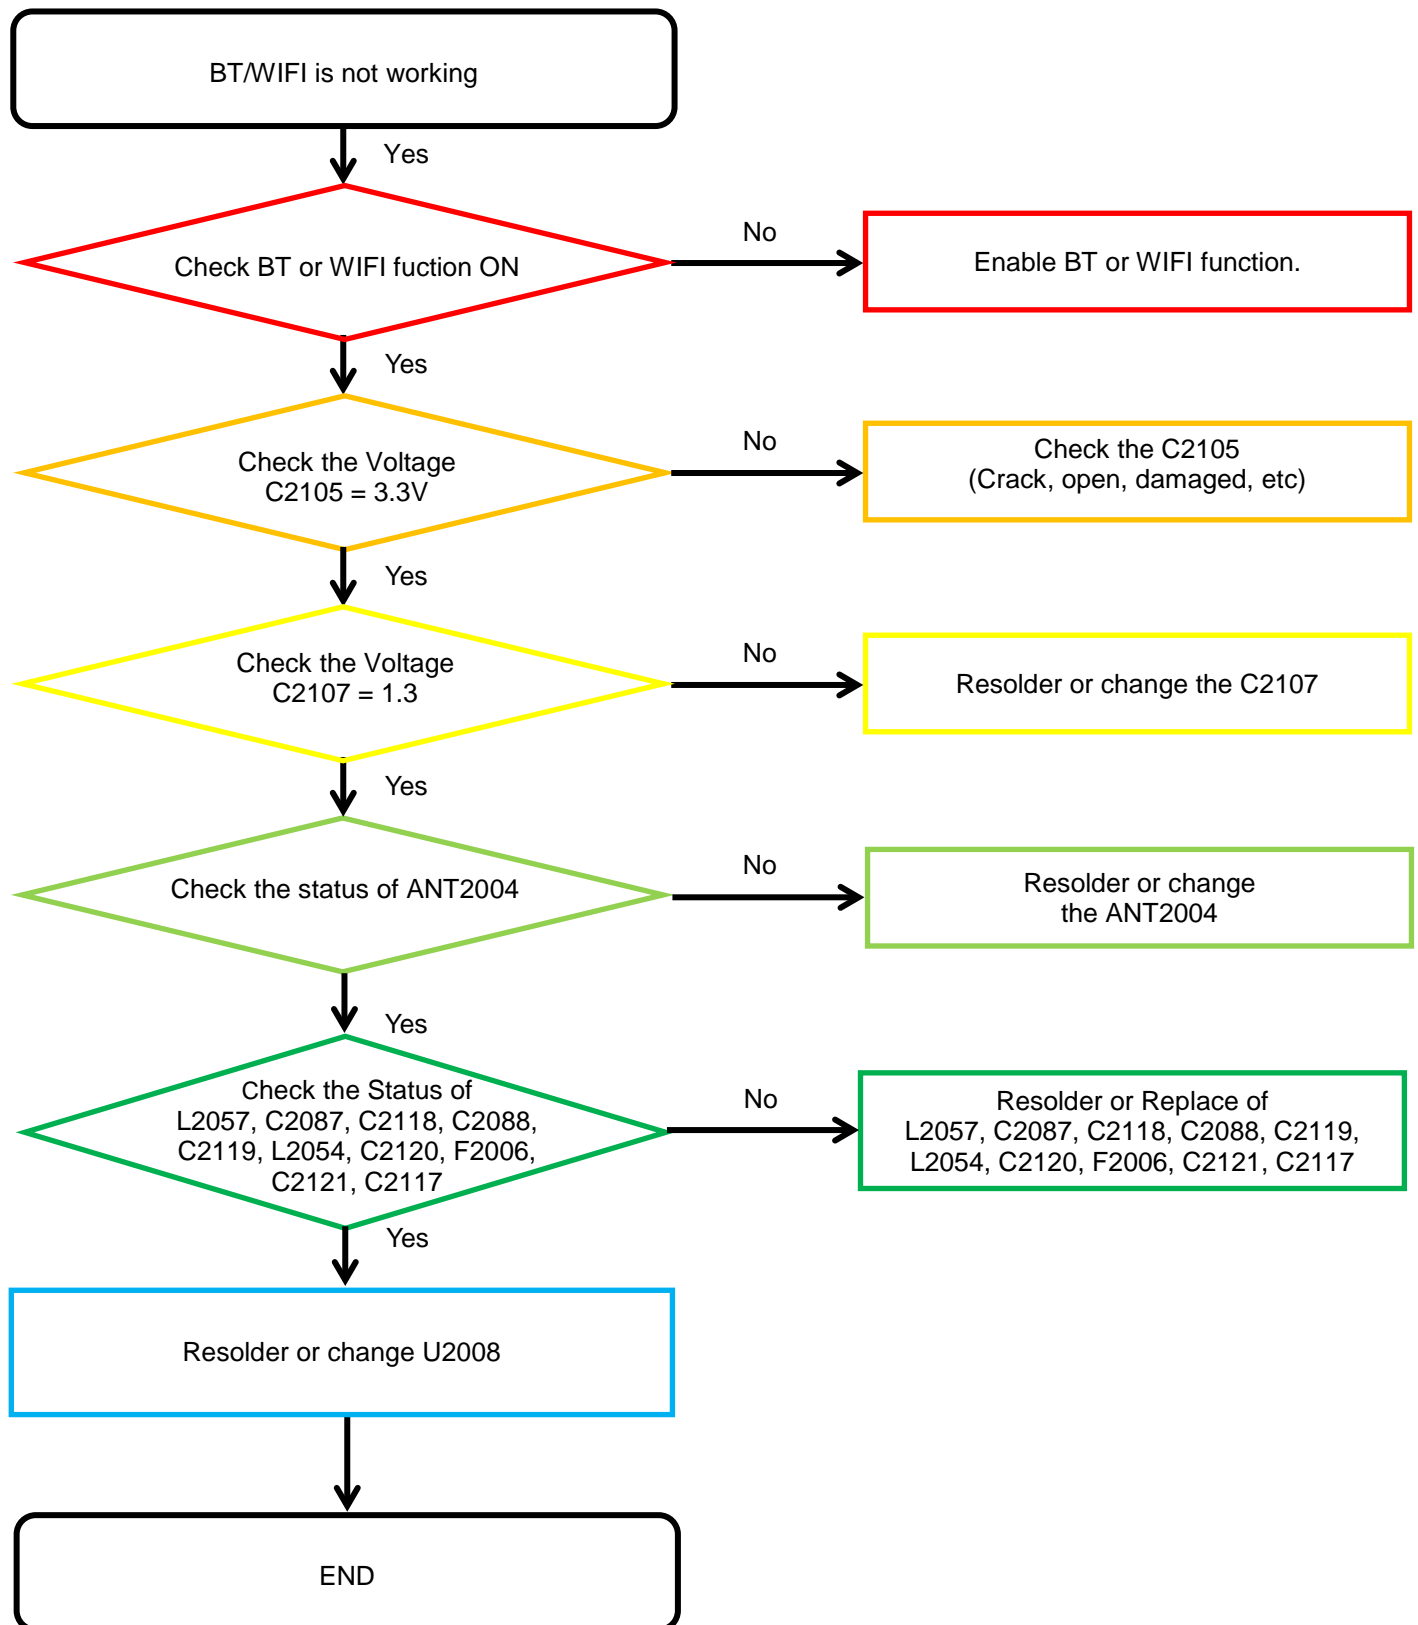 BT/WIFI is not working
Yes
Check BT or WIFI fuction ON
No
Enable BT or WIFI function.
Yes
Check the Voltage
C2105 = 3.3V
No
Check the C2105
(Crack, open, damaged, etc)
Yes
Check the Voltage
C2107 = 1.3
No
Resolder or change the C2107
Yes
Check the status of ANT2004
No
Resolder or change
the ANT2004
Yes
Check the Status of
L2057, C2087, C2118, C2088,
C2119, L2054, C2120, F2006,
C2121, C2117
No
Resolder or Replace of
L2057, C2087, C2118, C2088, C2119,
L2054, C2120, F2006, C2121, C2117
Yes
Resolder or change U2008
END